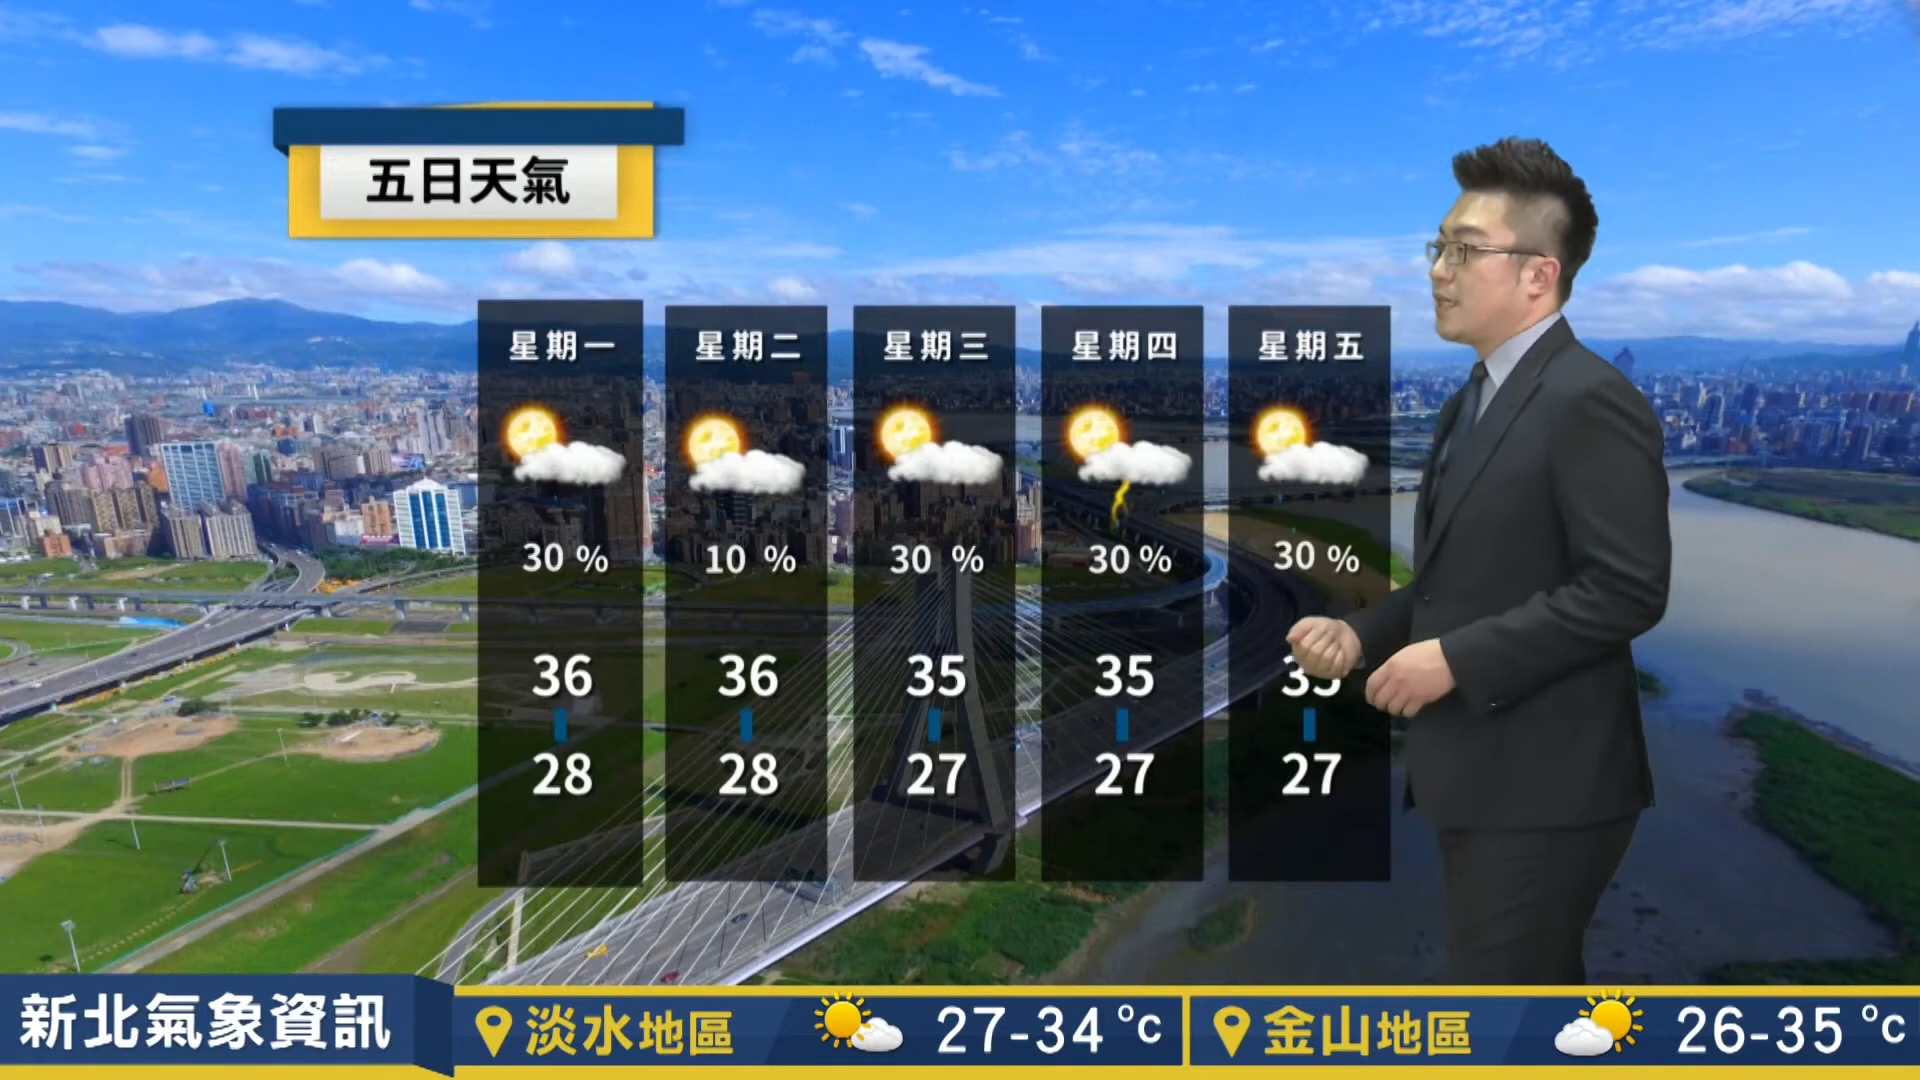 五日天氣
星期一 星期二 星期三 星期四 星期五
30 % 10 % 30 % 30 % 30 %
36 36 35 35
28 28 27 27 27
新北氣象資訊 淡水地區 27-34 °c 金山地區 26-35 °c